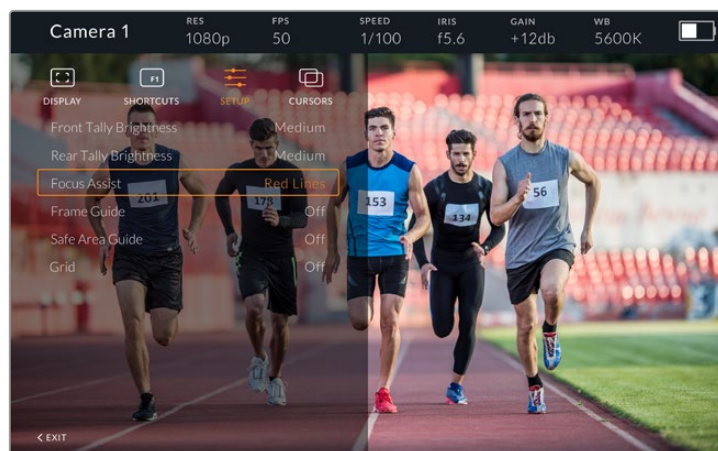 Camera 1
RES FPS SPEED IRIS GAIN WB
1080p 50 1/100 f5.6 +12db 5600K
F1
DISPLAY SHORTCUTS SETUP CURSORS
Front Tally Brightness Medium
Rear Tally Brightness Medium
Focus Assist Red Lines
Frame Guide Off
Safe Area Guide Off
Grid Off
201 178 153 134 56
< EXIT